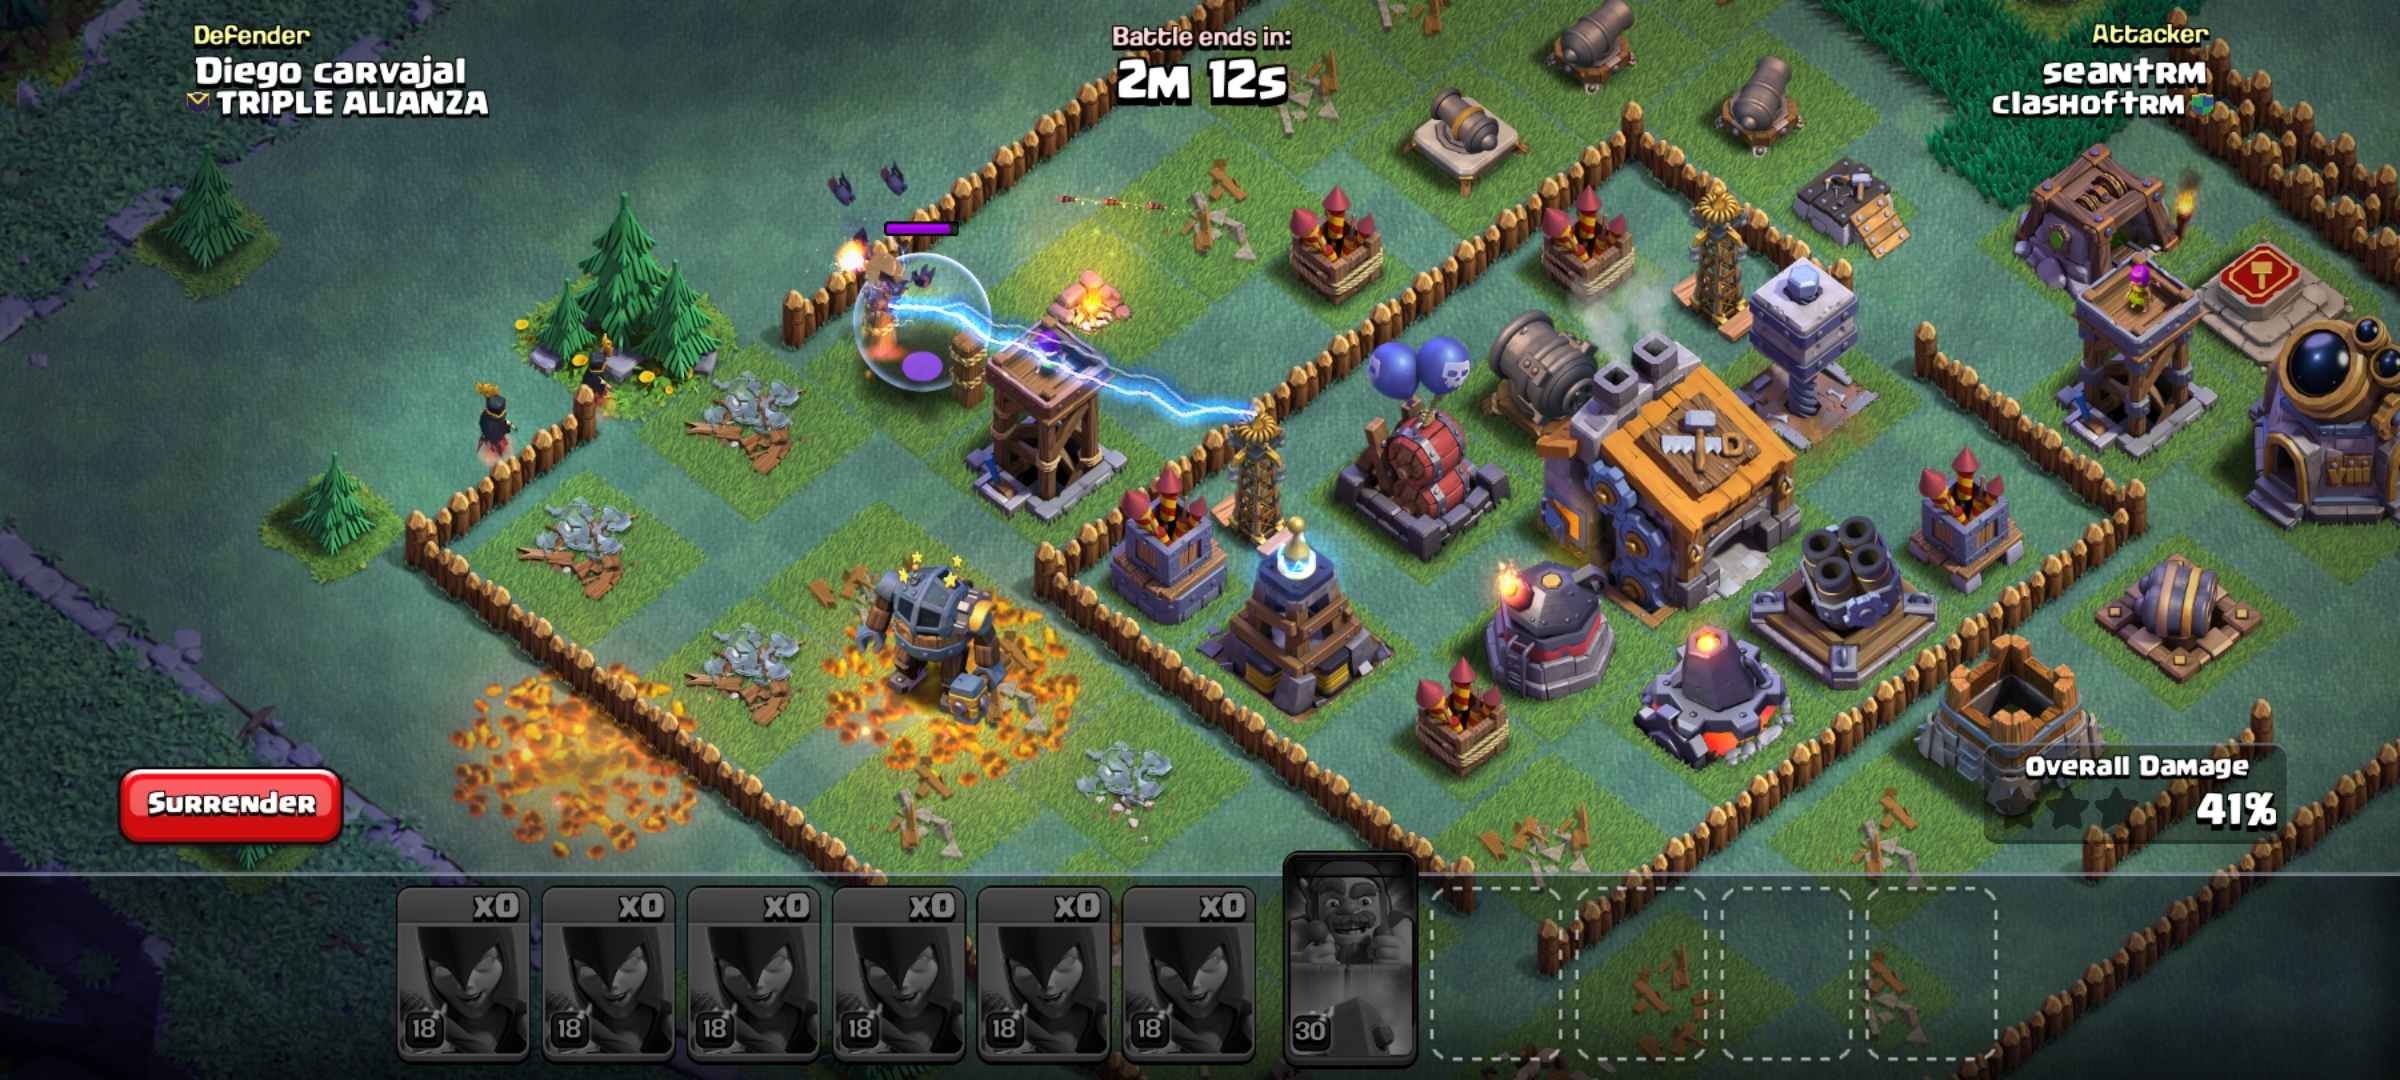 Defender
Diego carvajal
TRIPLE ALIANZA
Battle ends in:
2M 12s
Attacker
seantRM
clashoftRM
VIII
Surrender
Overall Damage
41%
x0
x0
x0
x0
x0
x0
18
18
18
18
18
18
30